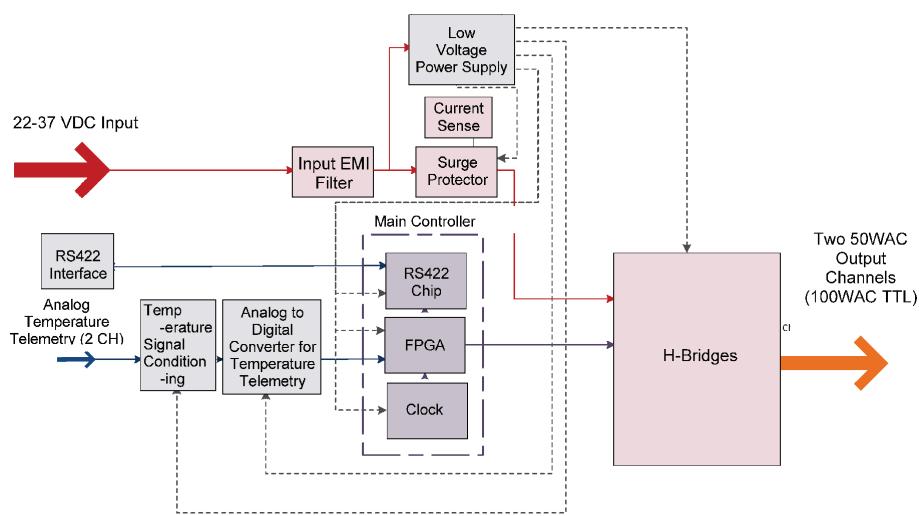 Low
Voltage
Power Supply
Current
Sense
22-37 VDC Input
Input EMI
Filter
Surge
Protector
Main Controller
RS422
Interface
RS422
Chip
Two 50WAC
Output
Channels
(100WAC TTL)
Analog
Temperature
Telemetry (2 CH)
Temp
-erature
Signal
Condition
-ing
Analog to
Digital
Converter for
Temperature
Telemetry
FPGA
Clock
H-Bridges